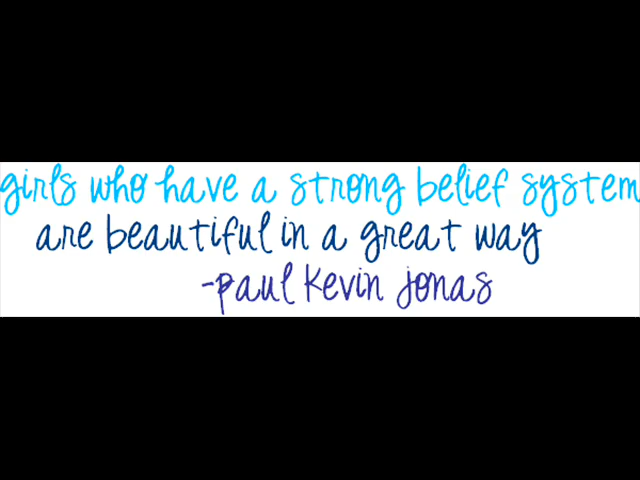 girls who have a strong belief system
are beautiful in a great way
-paul kevin jonas